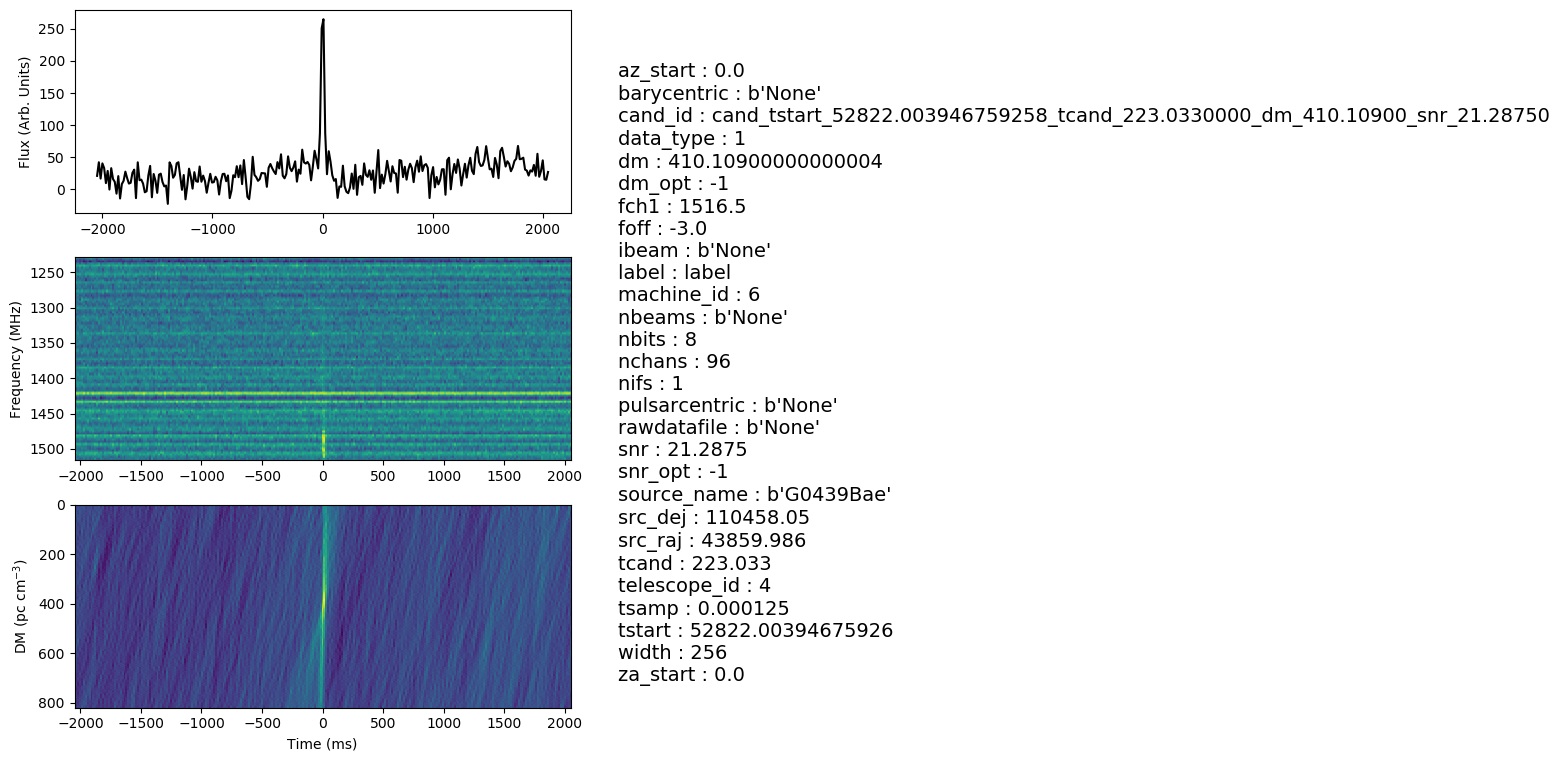 250
200
150
100
50
0
Flux (Arb. Units)
−2000 −1000 0 1000 2000
1250
1300
1350
1400
1450
1500
Frequency (MHz)
−2000 −1500 −1000 −500 0 500 1000 1500 2000
0
200
400
600
800
DM (pc cm⁻³)
−2000 −1500 −1000 −500 0 500 1000 1500 2000
Time (ms)
az_start : 0.0
barycentric : b'None'
cand_id : cand_tstart_52822.003946759258_tcand_223.0330000_dm_410.10900_snr_21.28750
data_type : 1
dm : 410.10900000000004
dm_opt : -1
fch1 : 1516.5
foff : -3.0
ibeam : b'None'
label : label
machine_id : 6
nbeams : b'None'
nbits : 8
nchans : 96
nifs : 1
pulsarcentric : b'None'
rawdatafile : b'None'
snr : 21.2875
snr_opt : -1
source_name : b'G0439Bae'
src_dej : 110458.05
src_raj : 43859.986
tcand : 223.033
telescope_id : 4
tsamp : 0.000125
tstart : 52822.00394675926
width : 256
za_start : 0.0